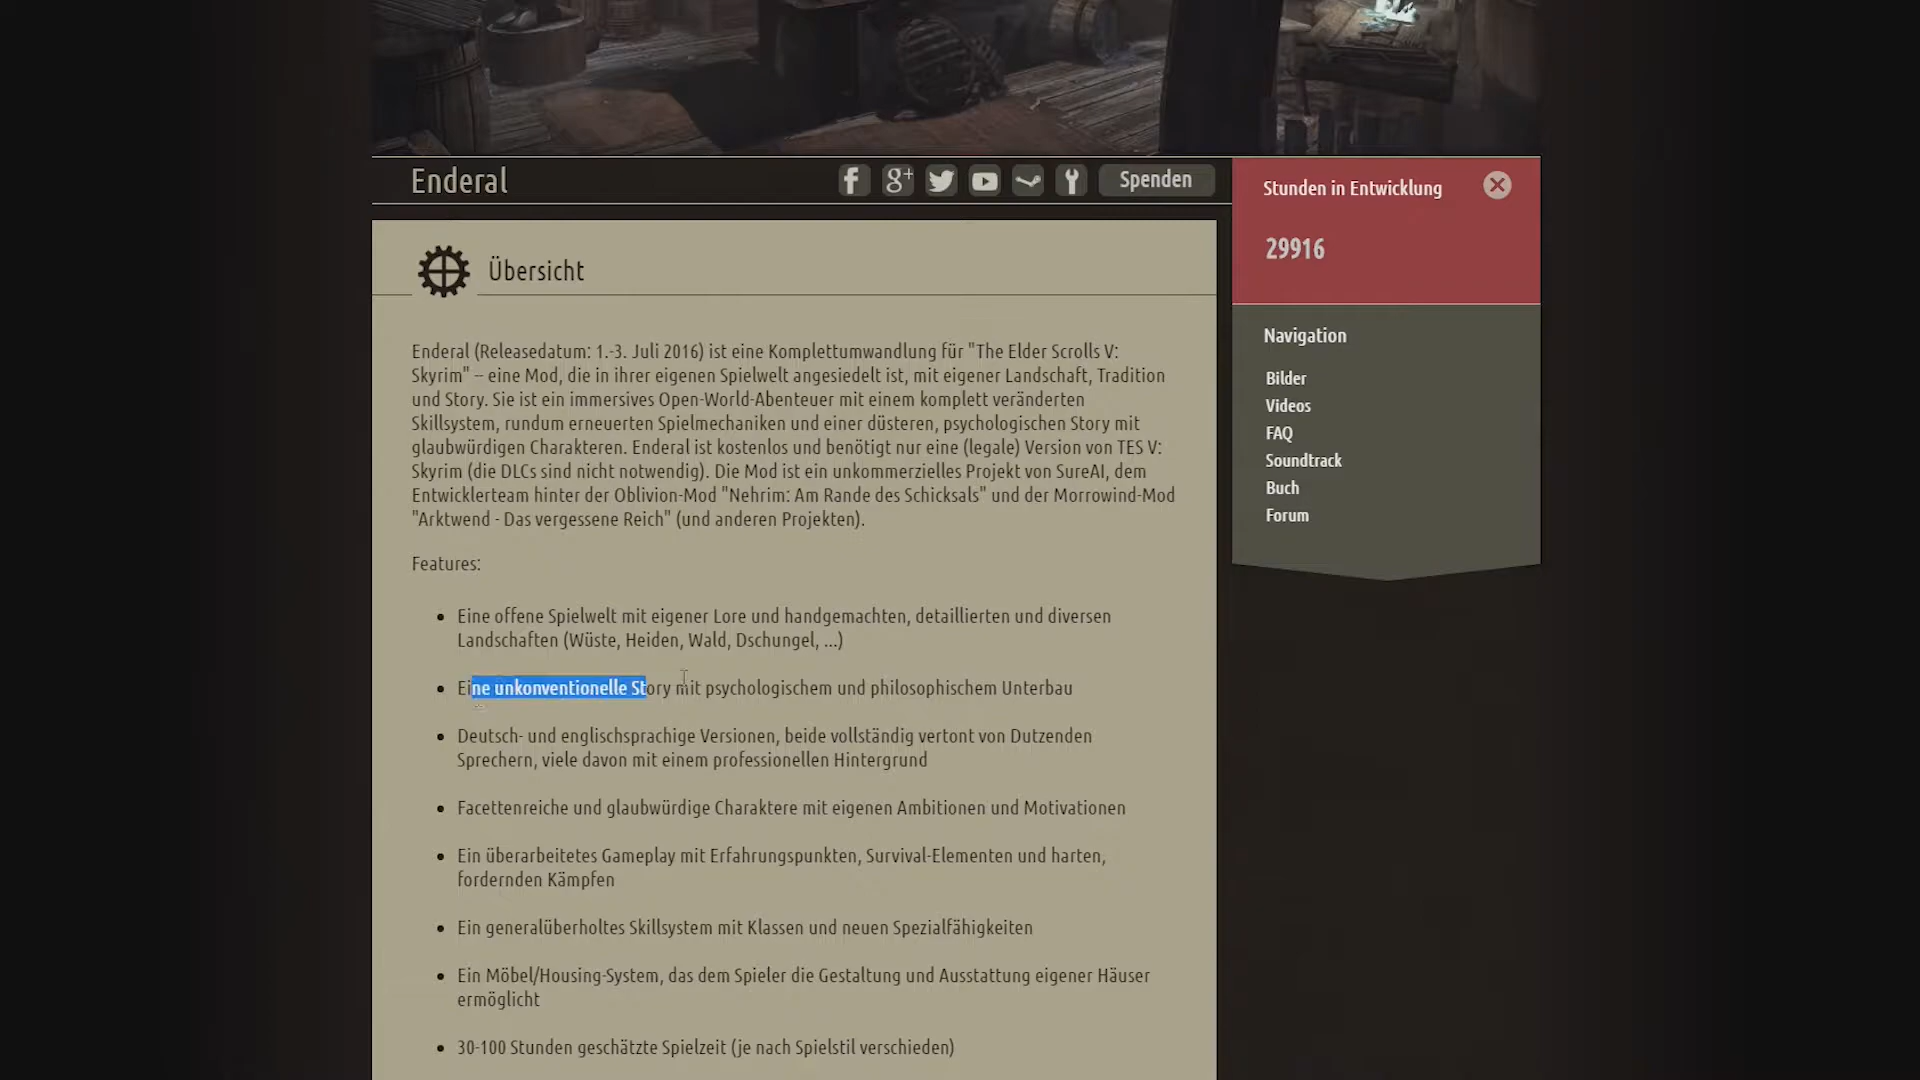 Enderal
Spenden
Stunden in Entwicklung
29916
Übersicht
Enderal (Releasedatum: 1.-3. Juli 2016) ist eine Komplettumwandlung für "The Elder Scrolls V:
Skyrim" – eine Mod, die in ihrer eigenen Spielwelt angesiedelt ist, mit eigener Landschaft, Tradition
und Story. Sie ist ein immersives Open-World-Abenteuer mit einem komplett veränderten
Skillsystem, rundum erneuerten Spielmechaniken und einer düsteren, psychologischen Story mit
glaubwürdigen Charakteren. Enderal ist kostenlos und benötigt nur eine (legale) Version von TES V:
Skyrim (die DLCs sind nicht notwendig). Die Mod ist ein unkommerzielles Projekt von SureAI, dem
Entwicklerteam hinter der Oblivion-Mod "Nehrim: Am Rande des Schicksals" und der Morrowind-Mod
"Arktwend - Das vergessene Reich" (und anderen Projekten).
Features:
Eine offene Spielwelt mit eigener Lore und handgemachten, detaillierten und diversen
Landschaften (Wüste, Heiden, Wald, Dschungel, ...)
Eine unkonventionelle Story mit psychologischem und philosophischem Unterbau
Deutsch- und englischsprachige Versionen, beide vollständig vertont von Dutzenden
Sprechern, viele davon mit einem professionellen Hintergrund
Facettenreiche und glaubwürdige Charaktere mit eigenen Ambitionen und Motivationen
Ein überarbeitetes Gameplay mit Erfahrungspunkten, Survival-Elementen und harten,
fordernden Kämpfen
Ein generalüberholtes Skillsystem mit Klassen und neuen Spezialfähigkeiten
Ein Möbel/Housing-System, das dem Spieler die Gestaltung und Ausstattung eigener Häuser
ermöglicht
30-100 Stunden geschätzte Spielzeit (je nach Spielstil verschieden)
Navigation
Bilder
Videos
FAQ
Soundtrack
Buch
Forum